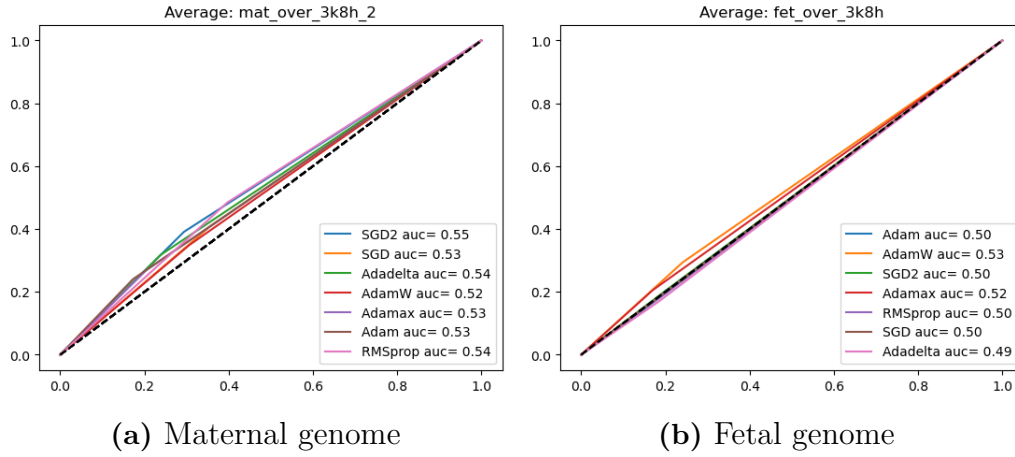 Average: mat_over_3k8h_2
1.0
0.8
0.6
0.4
0.2
0.0
0.0 0.2 0.4 0.6 0.8 1.0
SGD2 auc= 0.55
SGD auc= 0.53
Adadelta auc= 0.54
AdamW auc= 0.52
Adamax auc= 0.53
Adam auc= 0.53
RMSprop auc= 0.54
(a) Maternal genome
Average: fet_over_3k8h
1.0
0.8
0.6
0.4
0.2
0.0
0.0 0.2 0.4 0.6 0.8 1.0
Adam auc= 0.50
AdamW auc= 0.53
SGD2 auc= 0.50
Adamax auc= 0.52
RMSprop auc= 0.50
SGD auc= 0.50
Adadelta auc= 0.49
(b) Fetal genome